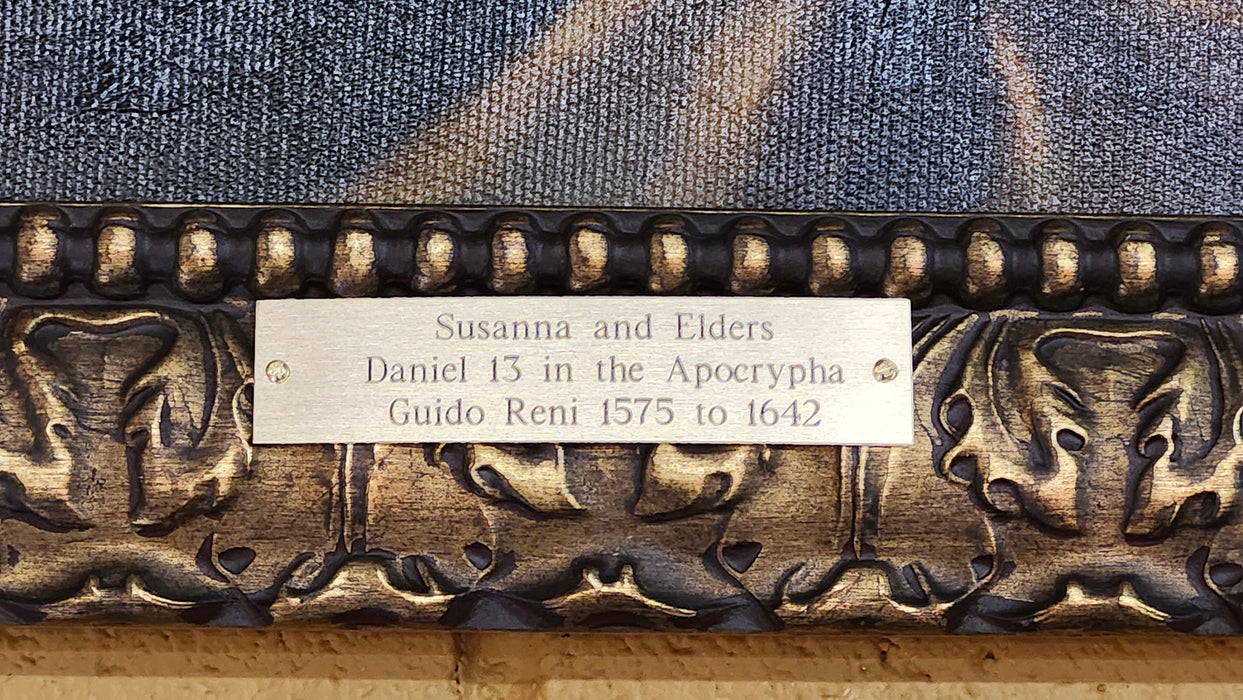 Susanna and Elders
Daniel 13 in the Apocrypha
Guido Reni 1575 to 1642